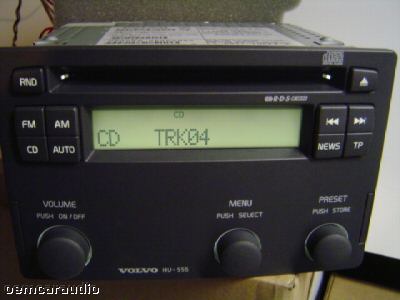 RND
R·D·S
FM AM
CD AUTO
CD
CD TRK04
NEWS TP
VOLUME
PUSH ON/OFF
MENU
PUSH SELECT
PRESET
PUSH STORE
VOLVO HU-555
oemcaraudio